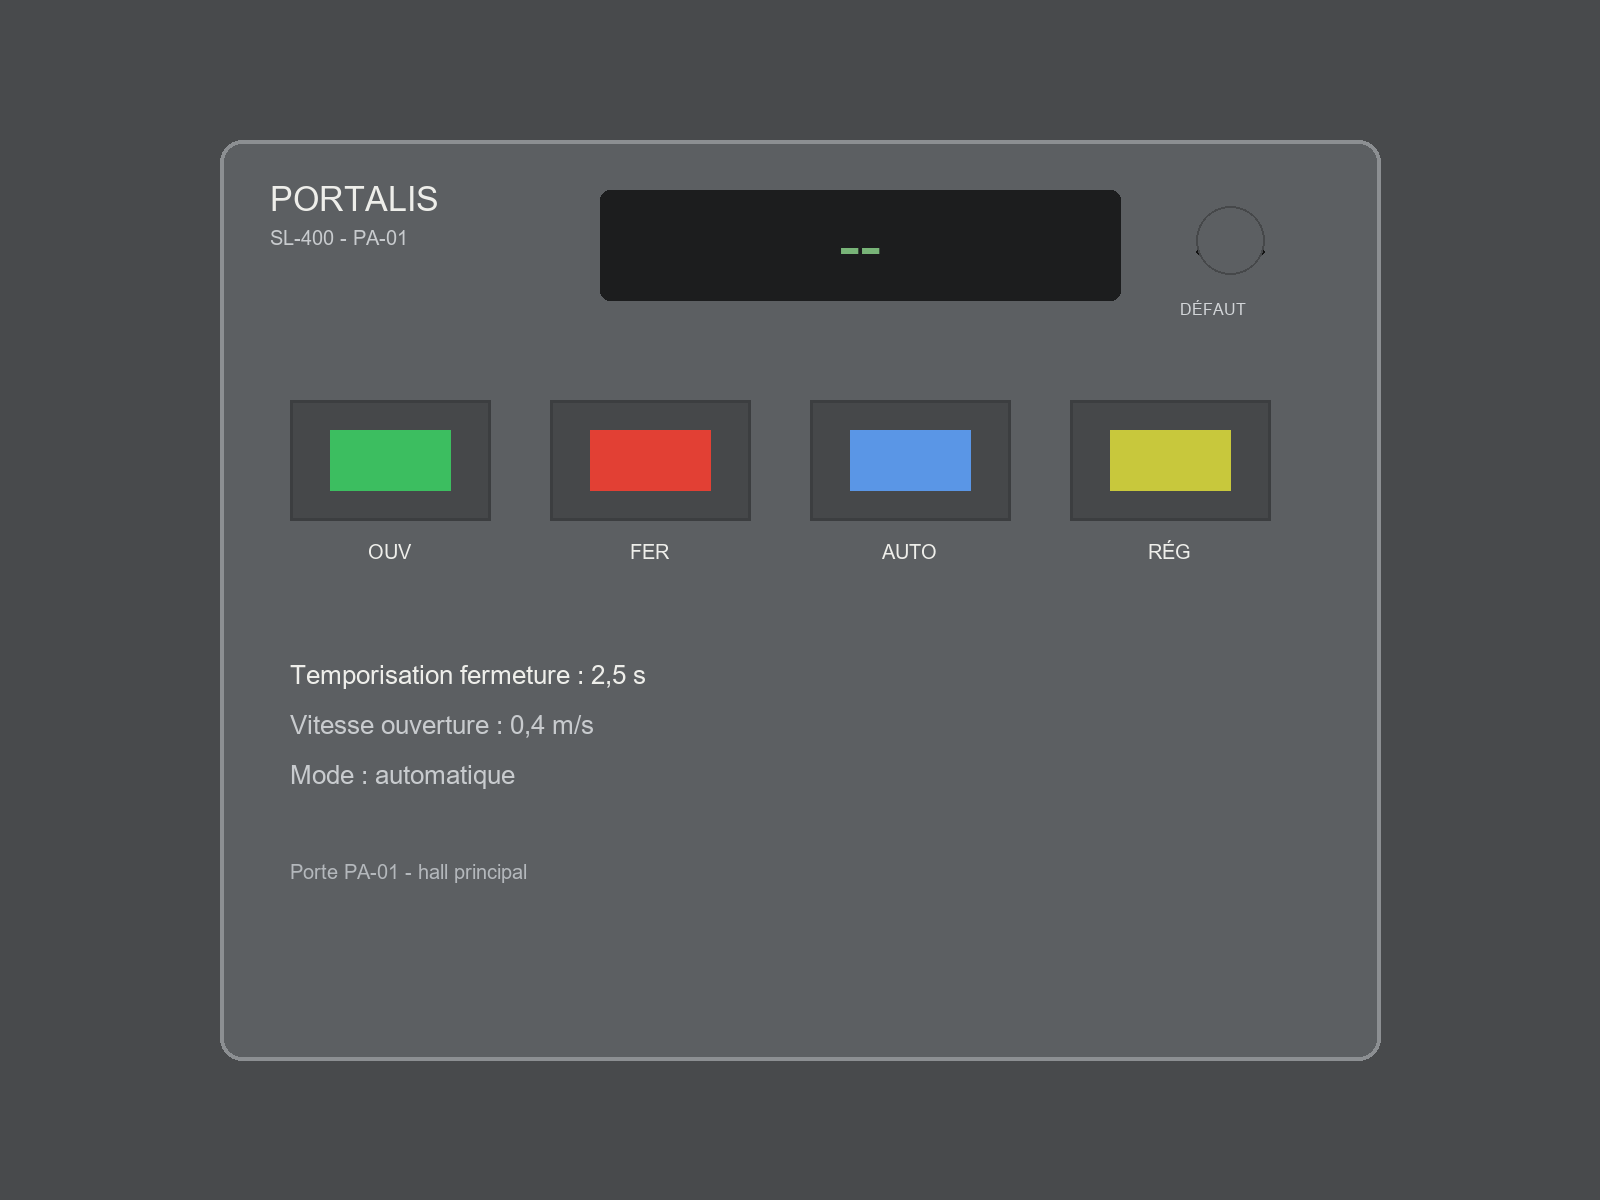 PORTALIS
SL-400 - PA-01
--
DÉFAUT
OUV
FER
AUTO
RÉG
Temporisation fermeture : 2,5 s
Vitesse ouverture : 0,4 m/s
Mode : automatique
Porte PA-01 - hall principal